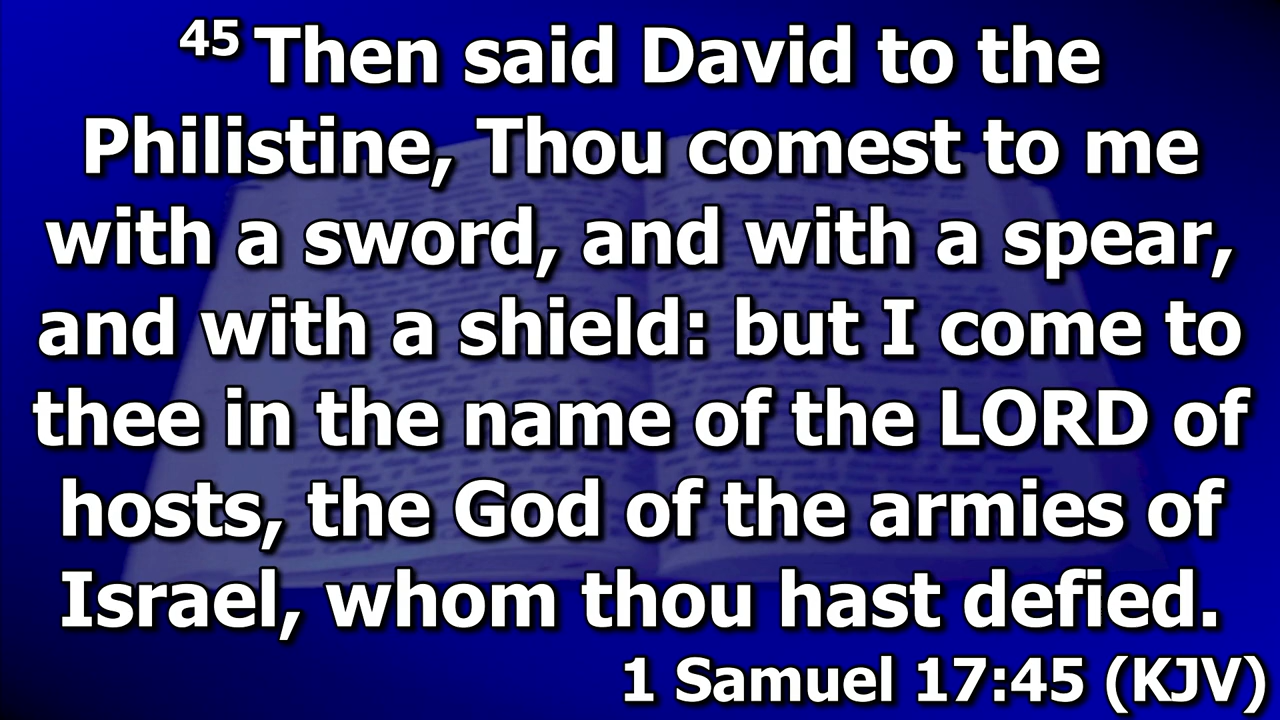 45 Then said David to the
Philistine, Thou comest to me
with a sword, and with a spear,
and with a shield: but I come to
thee in the name of the LORD of
hosts, the God of the armies of
Israel, whom thou hast defied.
1 Samuel 17:45 (KJV)